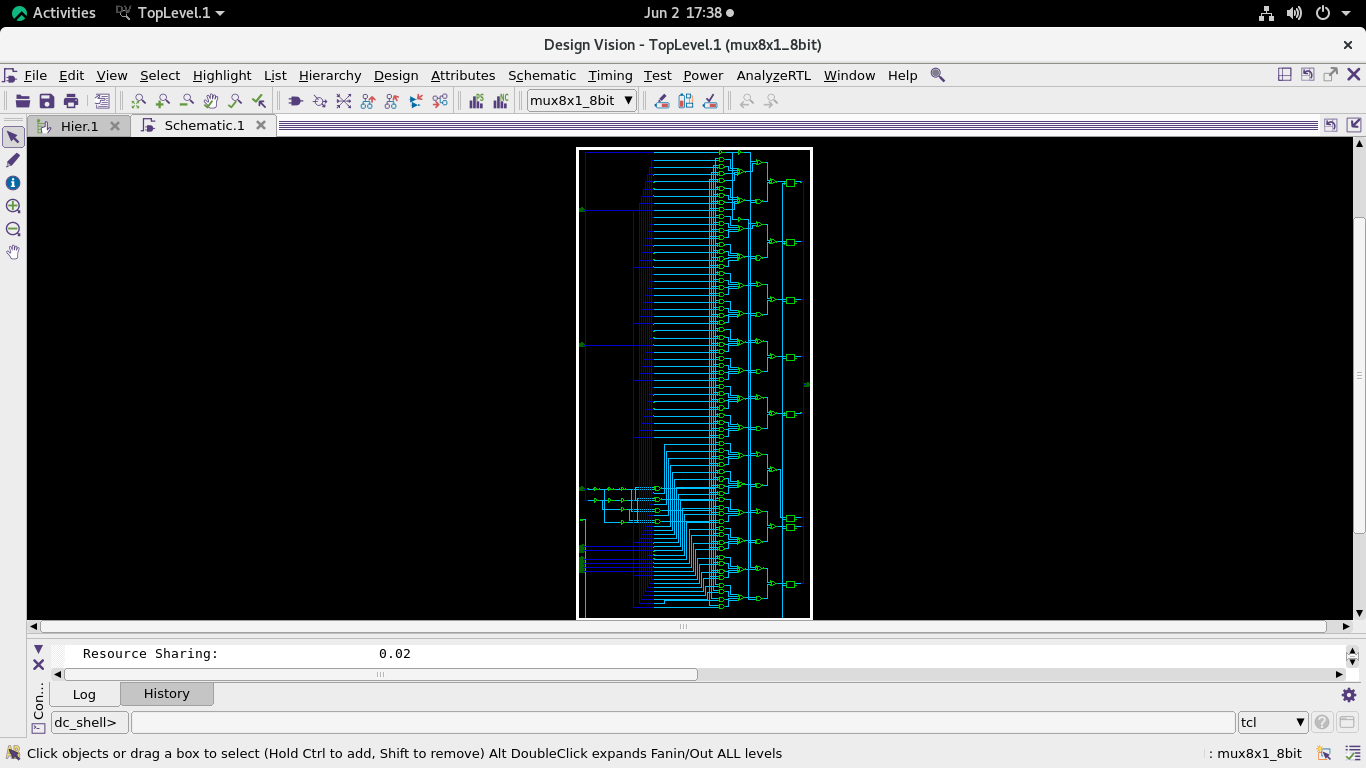 Activities TopLevel.1 Jun 2 17:38
Design Vision - TopLevel.1 (mux8x1_8bit)
File Edit View Select Highlight List Hierarchy Design Attributes Schematic Timing Test Power AnalyzeRTL Window Help
mux8x1_8bit
Hier.1 Schematic.1
Resource Sharing: 0.02
Log History
Con...
dc_shell> tcl
Click objects or drag a box to select (Hold Ctrl to add, Shift to remove) Alt DoubleClick expands Fanin/Out ALL levels : mux8x1_8bit